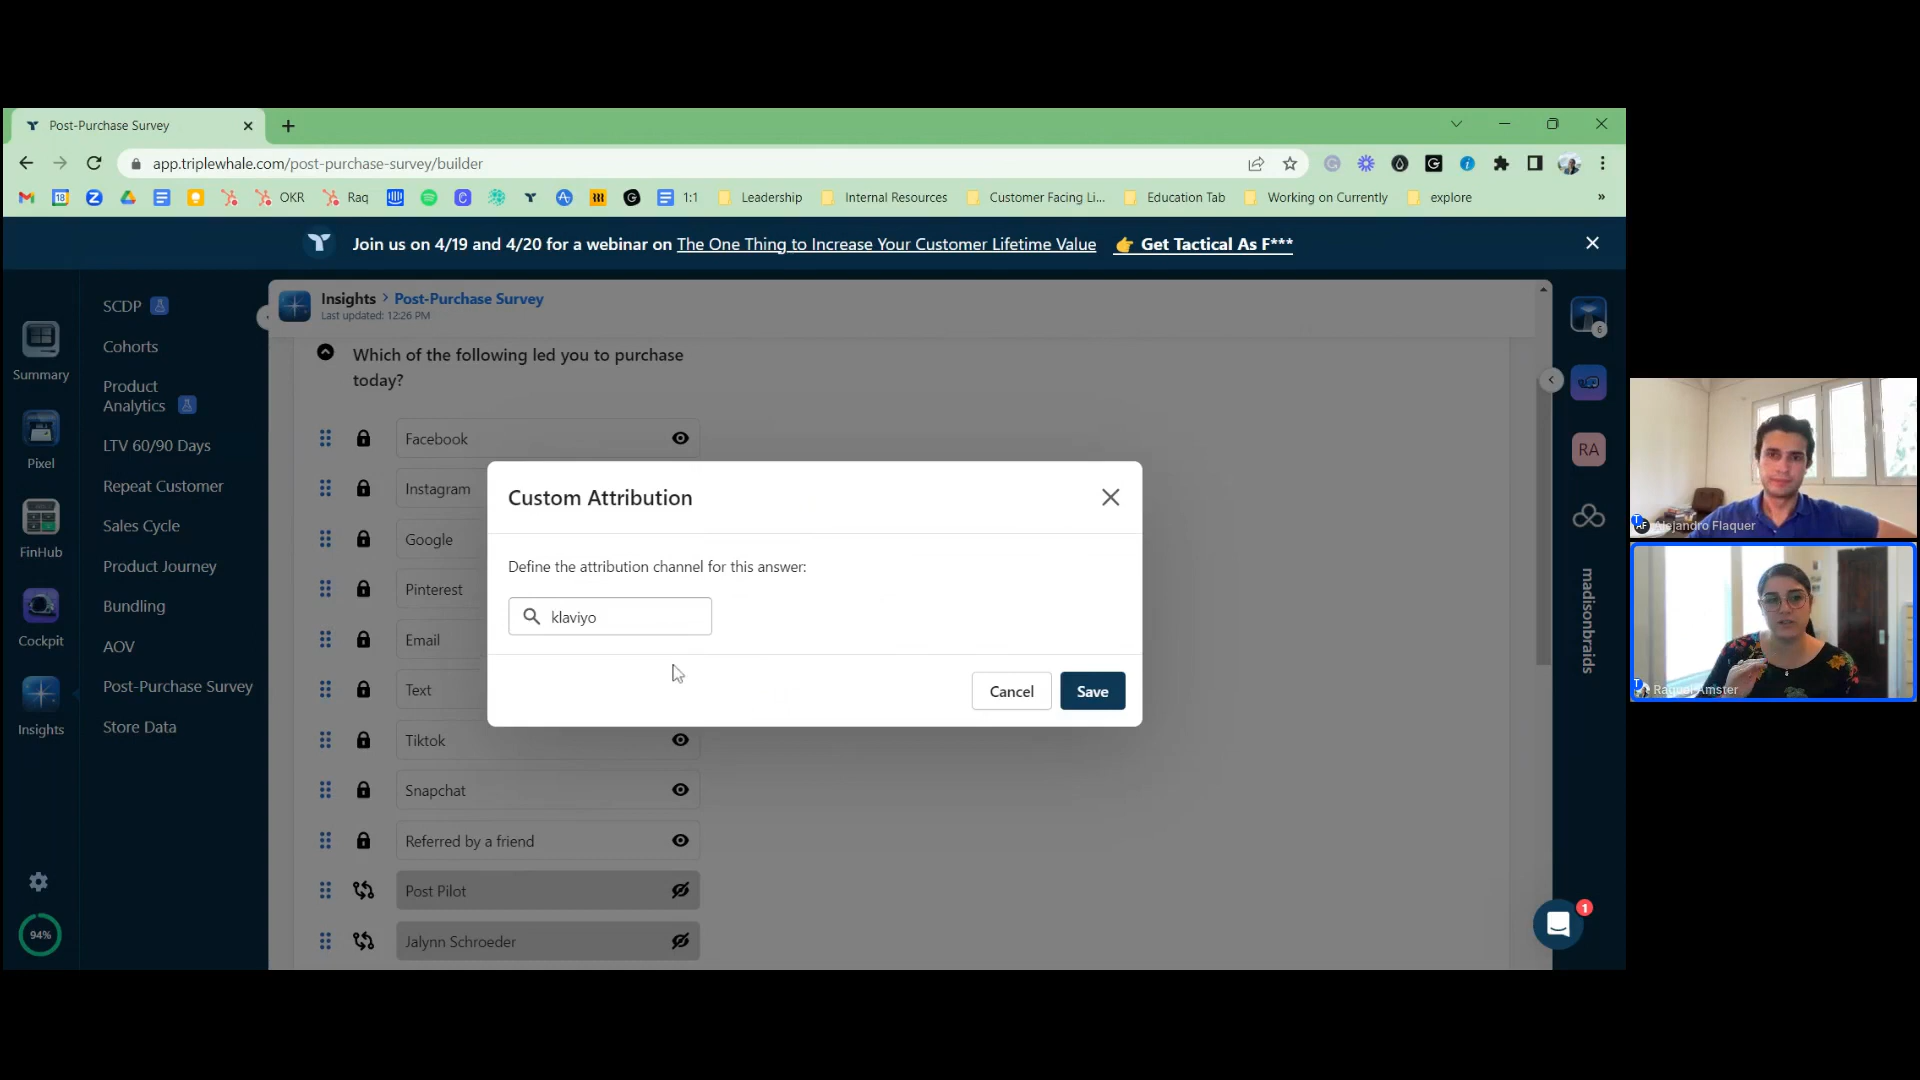 Post-Purchase Survey
app.triplewhale.com/post-purchase-survey/builder
18
OKR
Raq
1:1
Leadership
Internal Resources
Customer Facing Li...
Education Tab
Working on Currently
explore
»
Join us on 4/19 and 4/20 for a webinar on The One Thing to Increase Your Customer Lifetime Value 👉 Get Tactical As F***
Summary
Pixel
FinHub
Cockpit
Insights
94%
SCDP
Cohorts
Product
Analytics
LTV 60/90 Days
Repeat Customer
Sales Cycle
Product Journey
Bundling
AOV
Post-Purchase Survey
Store Data
Insights > Post-Purchase Survey
Last updated: 12:26 PM
Which of the following led you to purchase
today?
Facebook
Instagram
Google
Pinterest
Email
Text
Tiktok
Snapchat
Referred by a friend
Post Pilot
Jalynn Schroeder
Custom Attribution
Define the attribution channel for this answer:
klaviyo
Cancel
Save
6
RA
madisonbraids
1
AF
Alejandro Flaquer
Raquel Amster